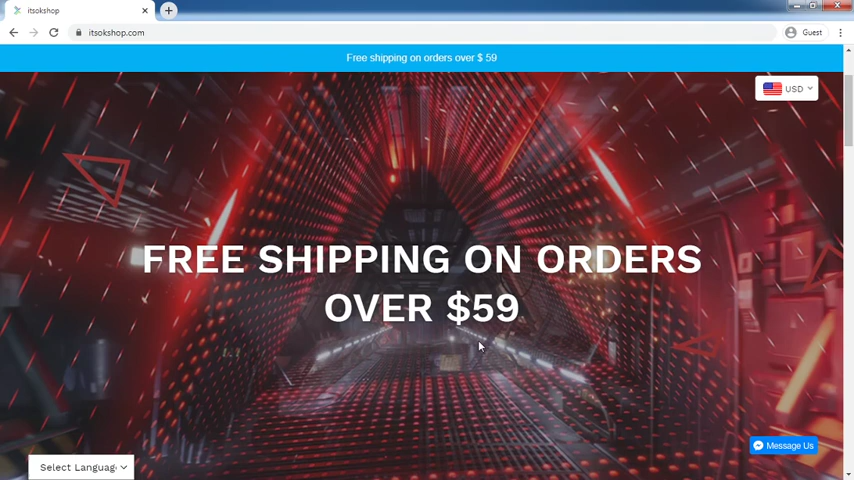 itsokshop
itsokshop.com
Guest
Free shipping on orders over $ 59
USD
FREE SHIPPING ON ORDERS
OVER $59
Message Us
Select Languag